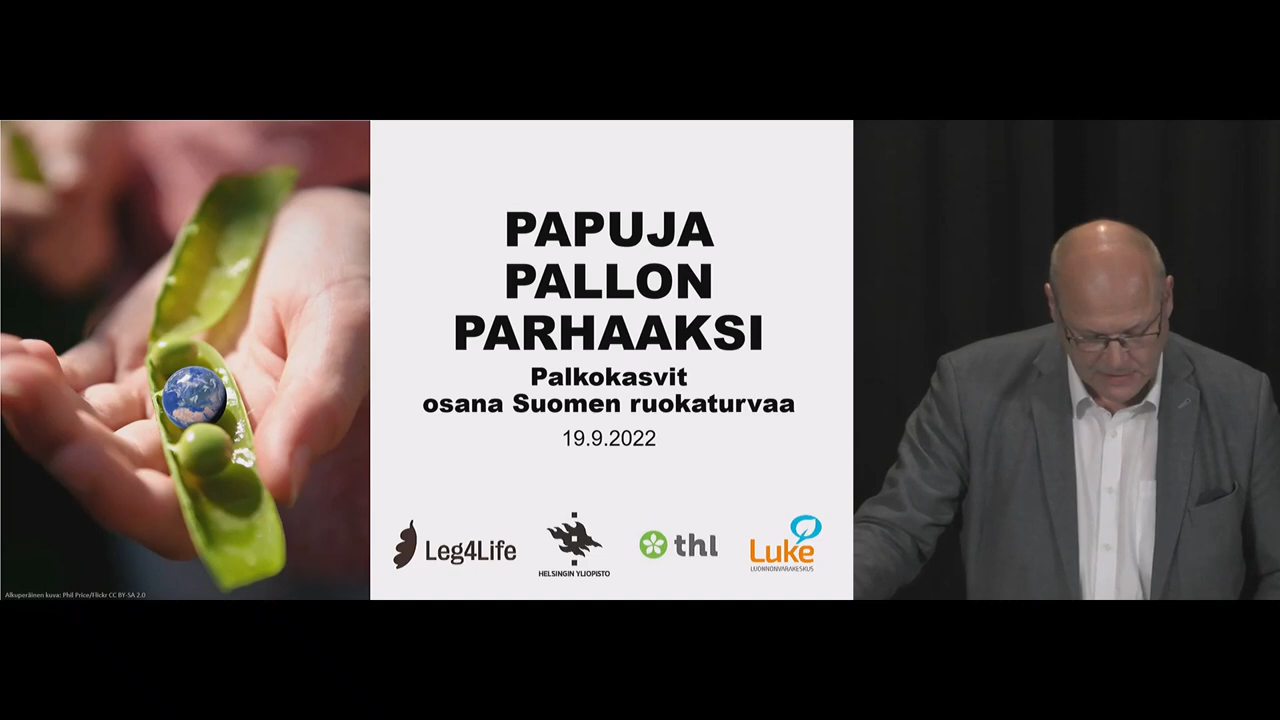 PAPUJA
PALLON
PARHAAKSI
Palkokasvit
osana Suomen ruokaturvaa
19.9.2022
Leg4Life
HELSINGIN YLIOPISTO
thl
Luke
LUONNONVARAKESKUS
Alkuperäinen kuva: Phil Price/Flickr CC BY-SA 2.0